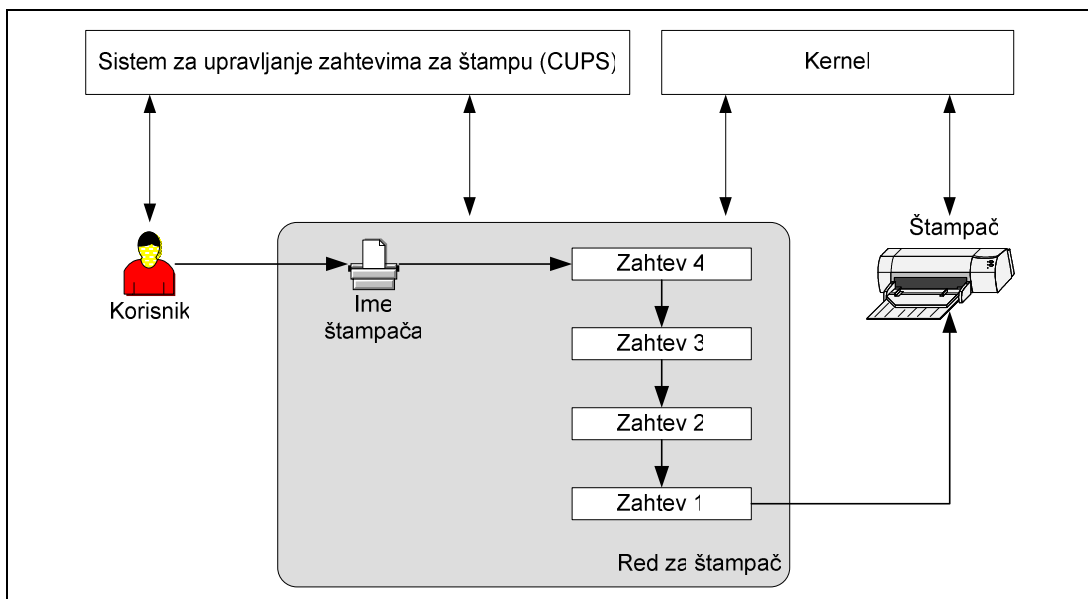 Sistem za upravljanje zahtevima za štampu (CUPS)
Kernel
Korisnik
Ime
štampača
Zahtev 4
Zahtev 3
Zahtev 2
Zahtev 1
Štampač
Red za štampač